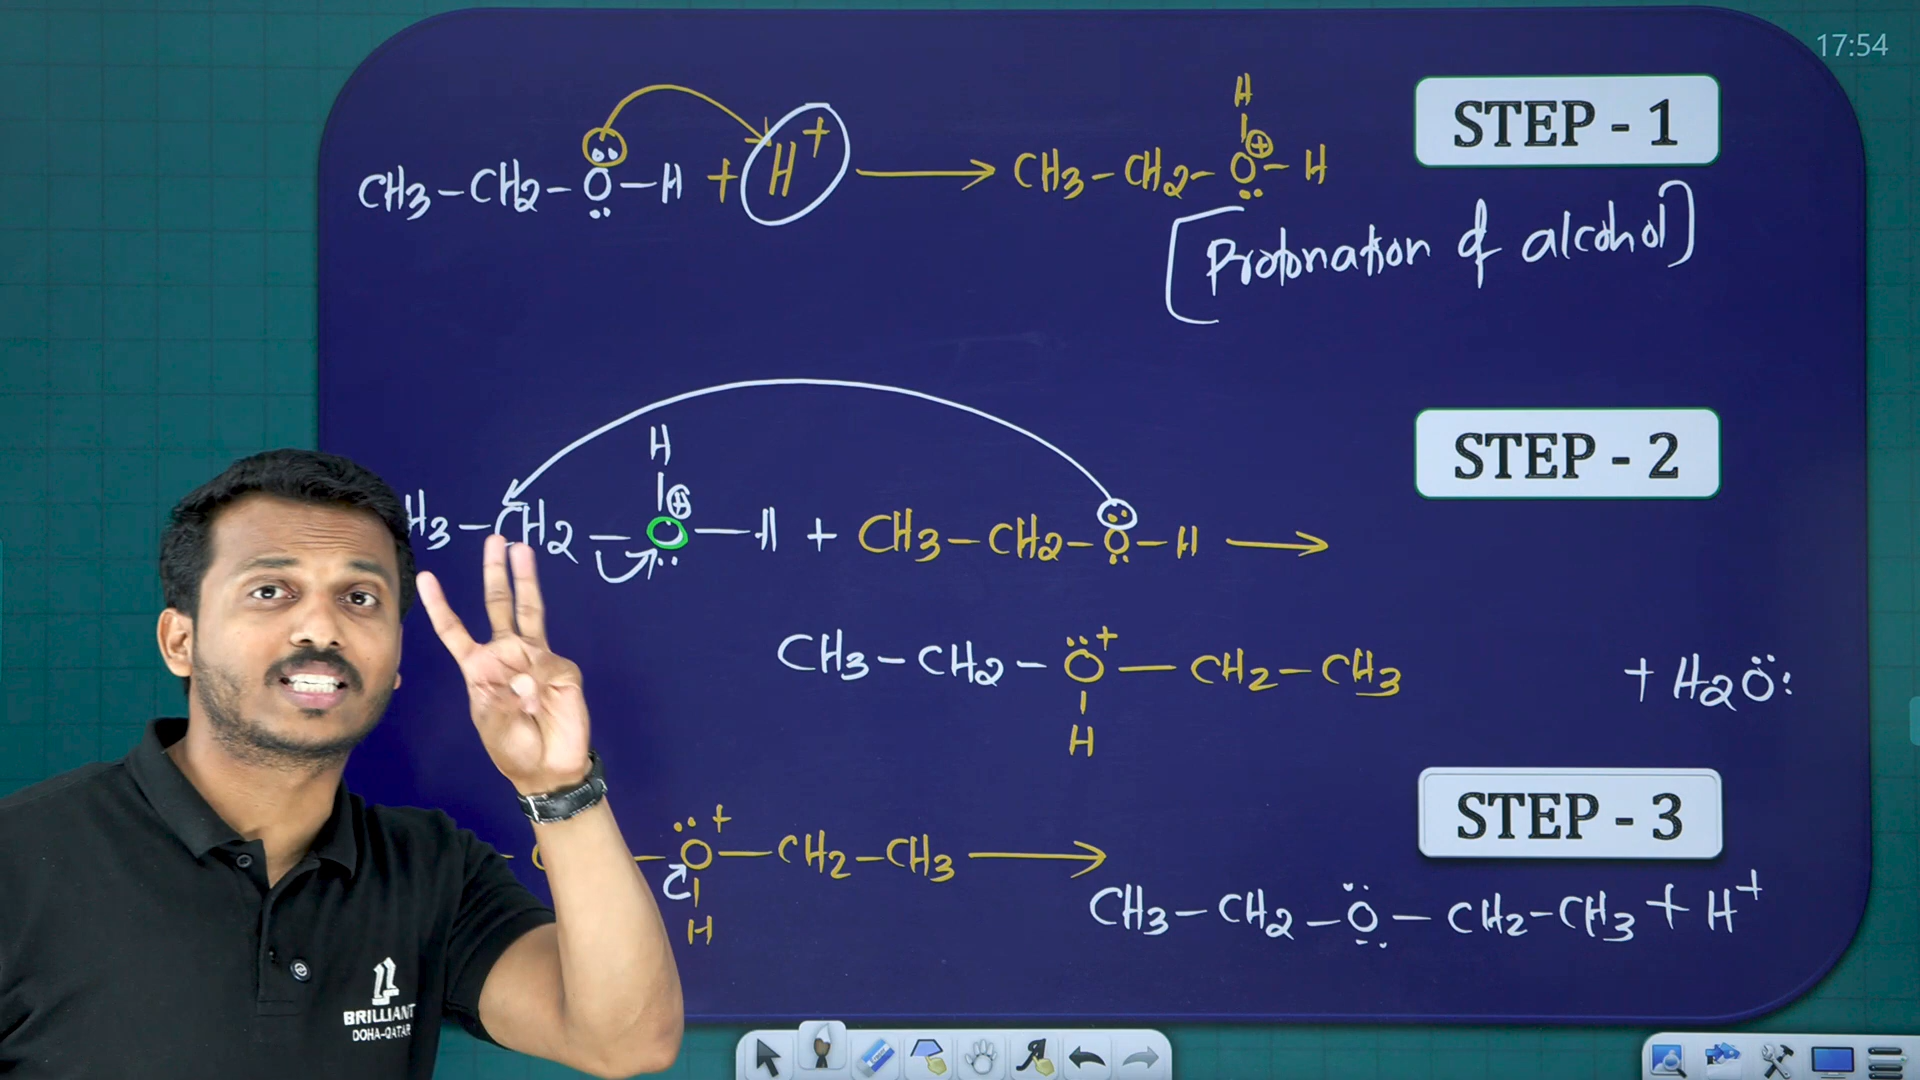 17:54
STEP - 1
H
CH3-CH2-Ö-H + H⁺ → CH3-CH2-O⊕-H
[Protonation of alcohol]
STEP - 2
H
H3-CH2-O⊕-H + CH3-CH2-Ö-H →
CH3-CH2-Ö⁺-CH2-CH3 + H2Ö:
H
STEP - 3
-Ö⁺-CH2-CH3 →
H
CH3-CH2-Ö-CH2-CH3 + H⁺
BRILLIANT
DOHA-QATAR